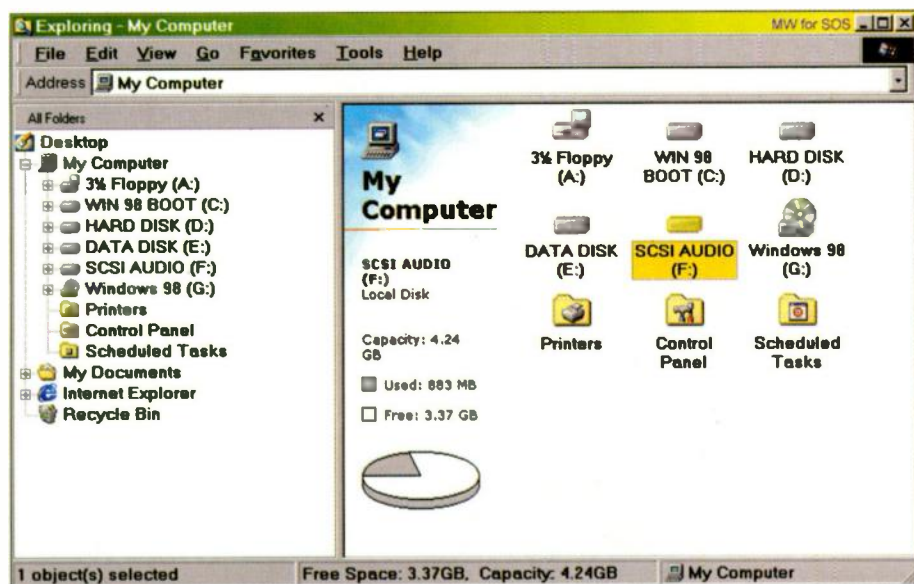 Exploring - My Computer
MW for SOS
File Edit View Go Favorites Tools Help
Address My Computer
All Folders
Desktop
My Computer
3½ Floppy (A:)
WIN 98 BOOT (C:)
HARD DISK (D:)
DATA DISK (E:)
SCSI AUDIO (F:)
Windows 98 (G:)
Printers
Control Panel
Scheduled Tasks
My Documents
Internet Explorer
Recycle Bin
My
Computer
SCSI AUDIO
(F:)
Local Disk
Capacity: 4.24
GB
Used: 883 MB
Free: 3.37 GB
3½ Floppy
(A:)
WIN 98
BOOT (C:)
HARD DISK
(D:)
DATA DISK
(E:)
SCSI AUDIO
(F:)
Windows 98
(G:)
Printers
Control
Panel
Scheduled
Tasks
1 object(s) selected
Free Space: 3.37GB, Capacity: 4.24GB
My Computer